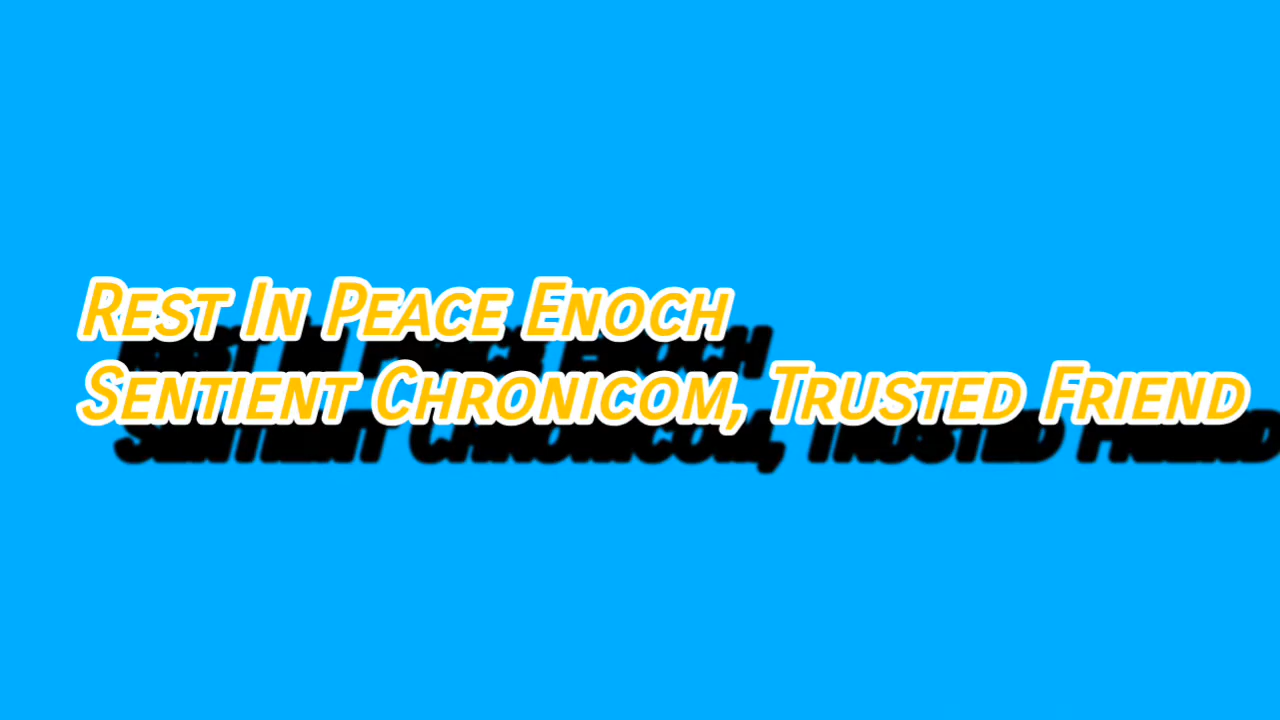 Rest In Peace Enoch
Sentient Chronicom, Trusted Friend